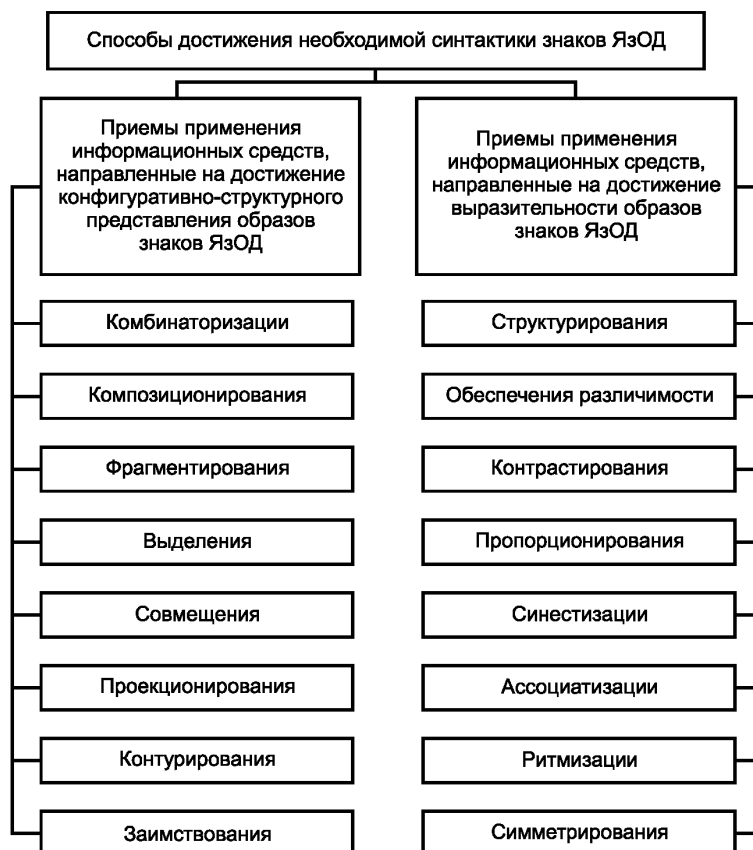 Способы достижения необходимой синтактики знаков ЯзОД
Приемы применения
информационных средств,
направленные на достижение
конфигуративно-структурного
представления образов
знаков ЯзОД
Приемы применения
информационных средств,
направленные на достижение
выразительности образов
знаков ЯзОД
Комбинаторизации
Композиционирования
Фрагментирования
Выделения
Совмещения
Проекционирования
Контурирования
Заимствования
Структурирования
Обеспечения различимости
Контрастирования
Пропорционирования
Синестизации
Ассоциатизации
Ритмизации
Симметрирования